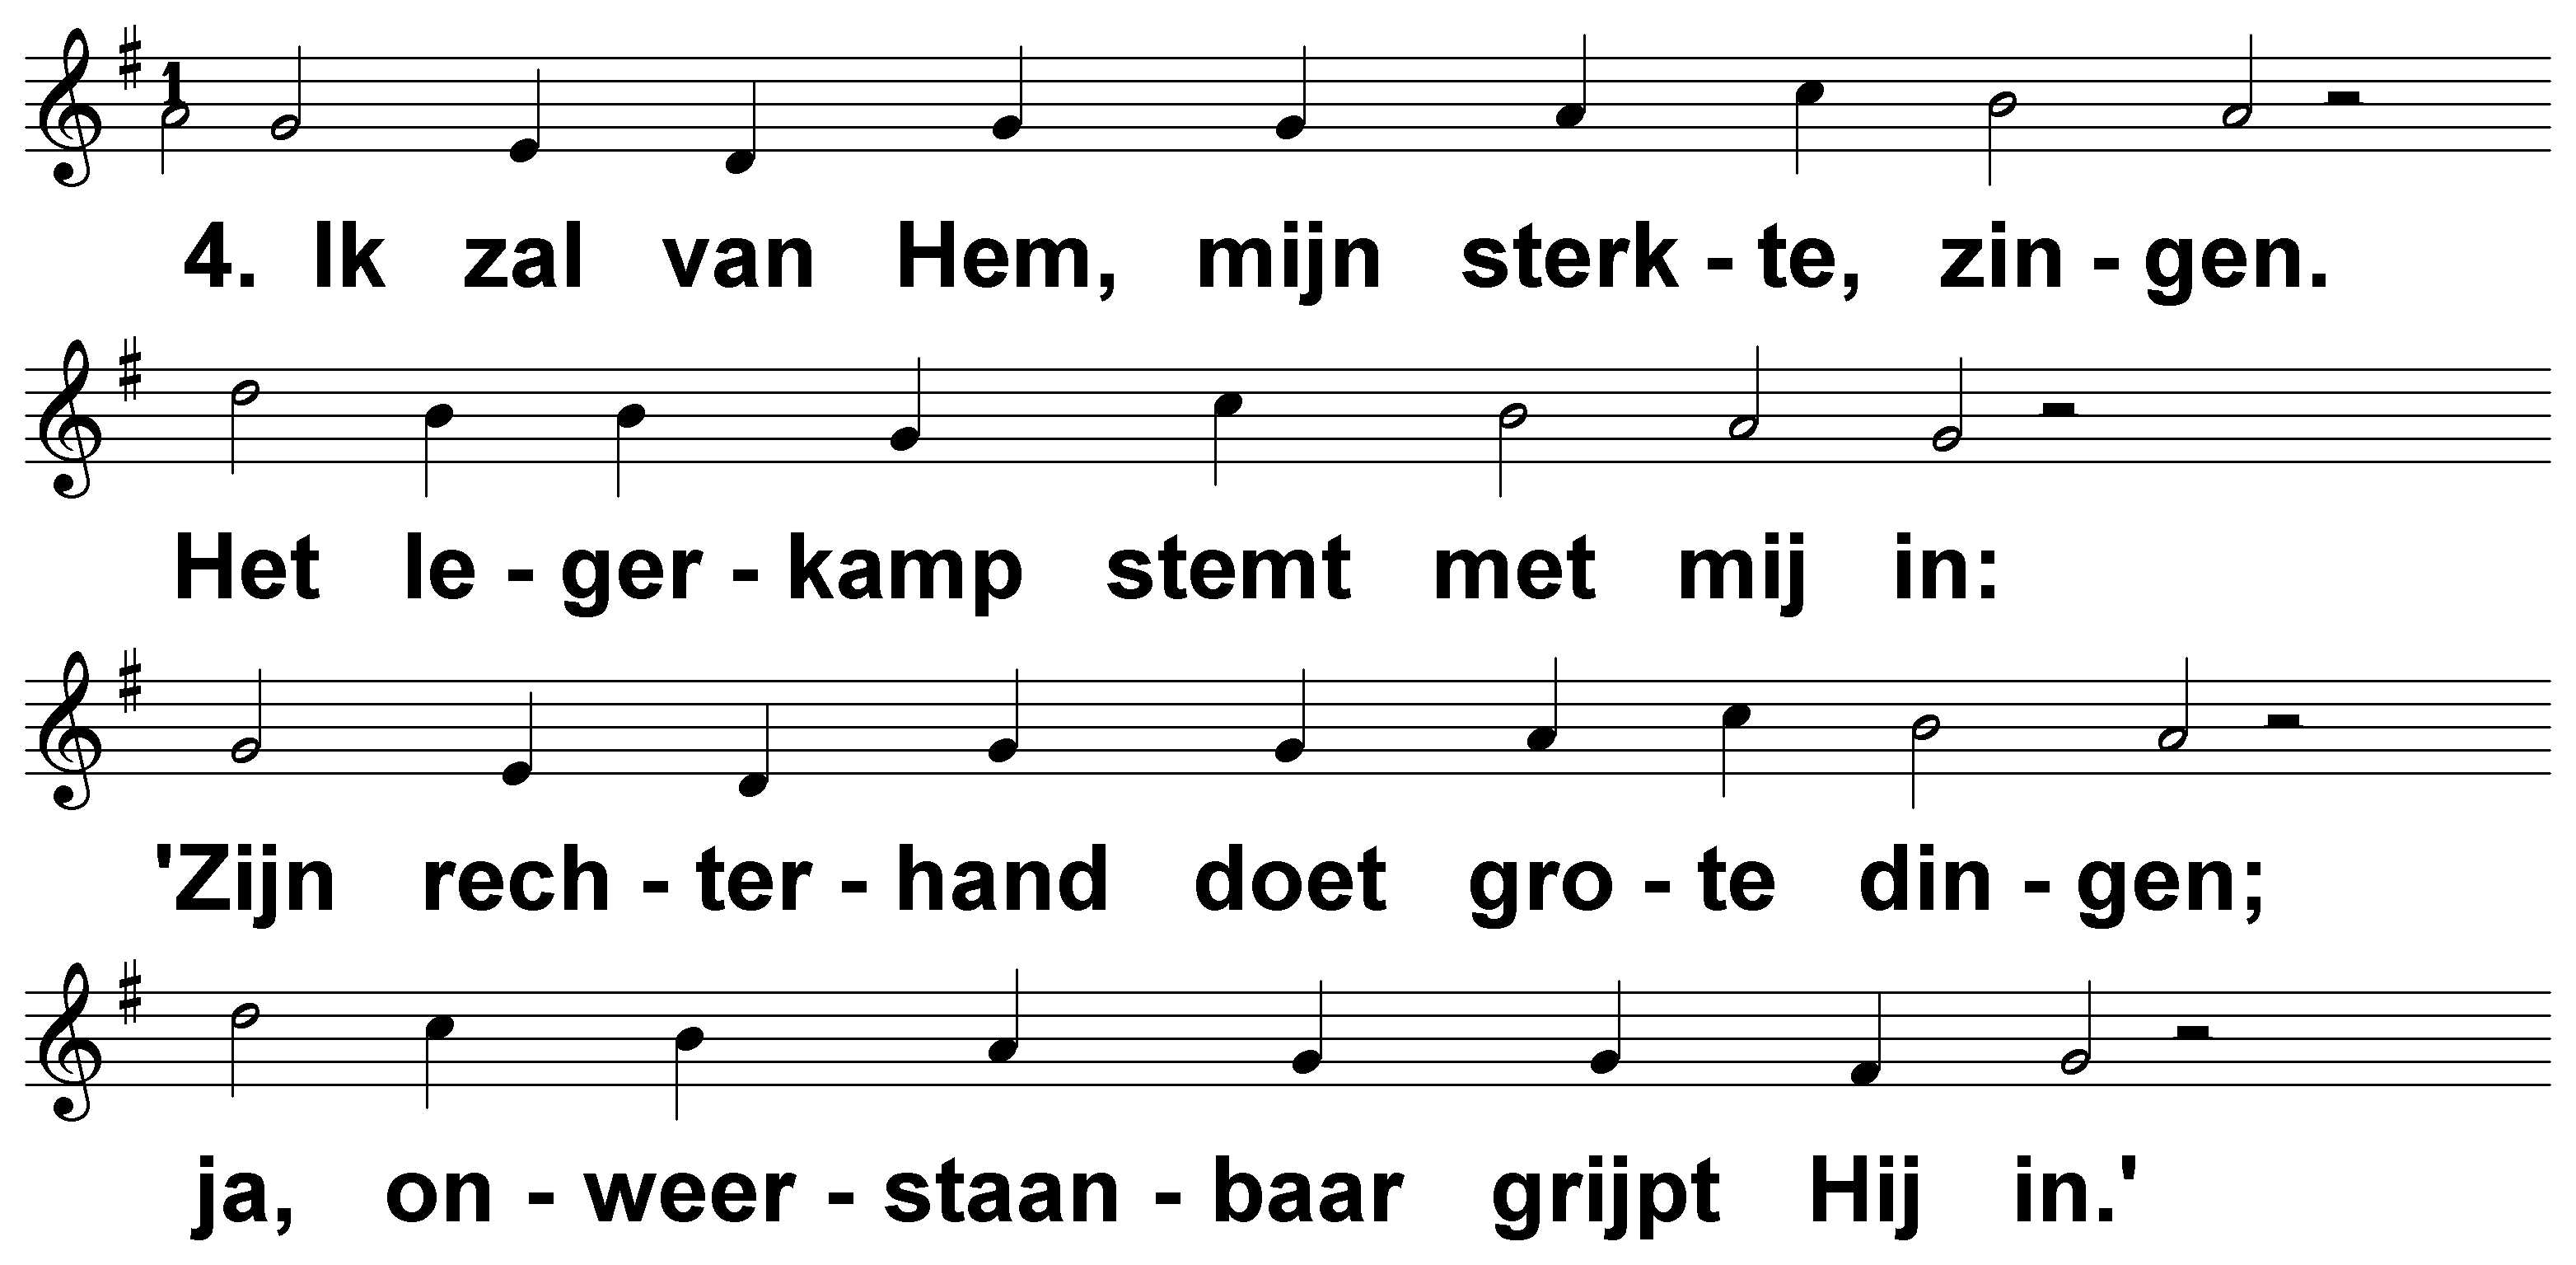 1
4. Ik zal van Hem, mijn sterk - te, zin - gen.
Het le - ger - kamp stemt met mij in:
'Zijn rech - ter - hand doet gro - te din - gen;
ja, on - weer - staan - baar grijpt Hij in.'